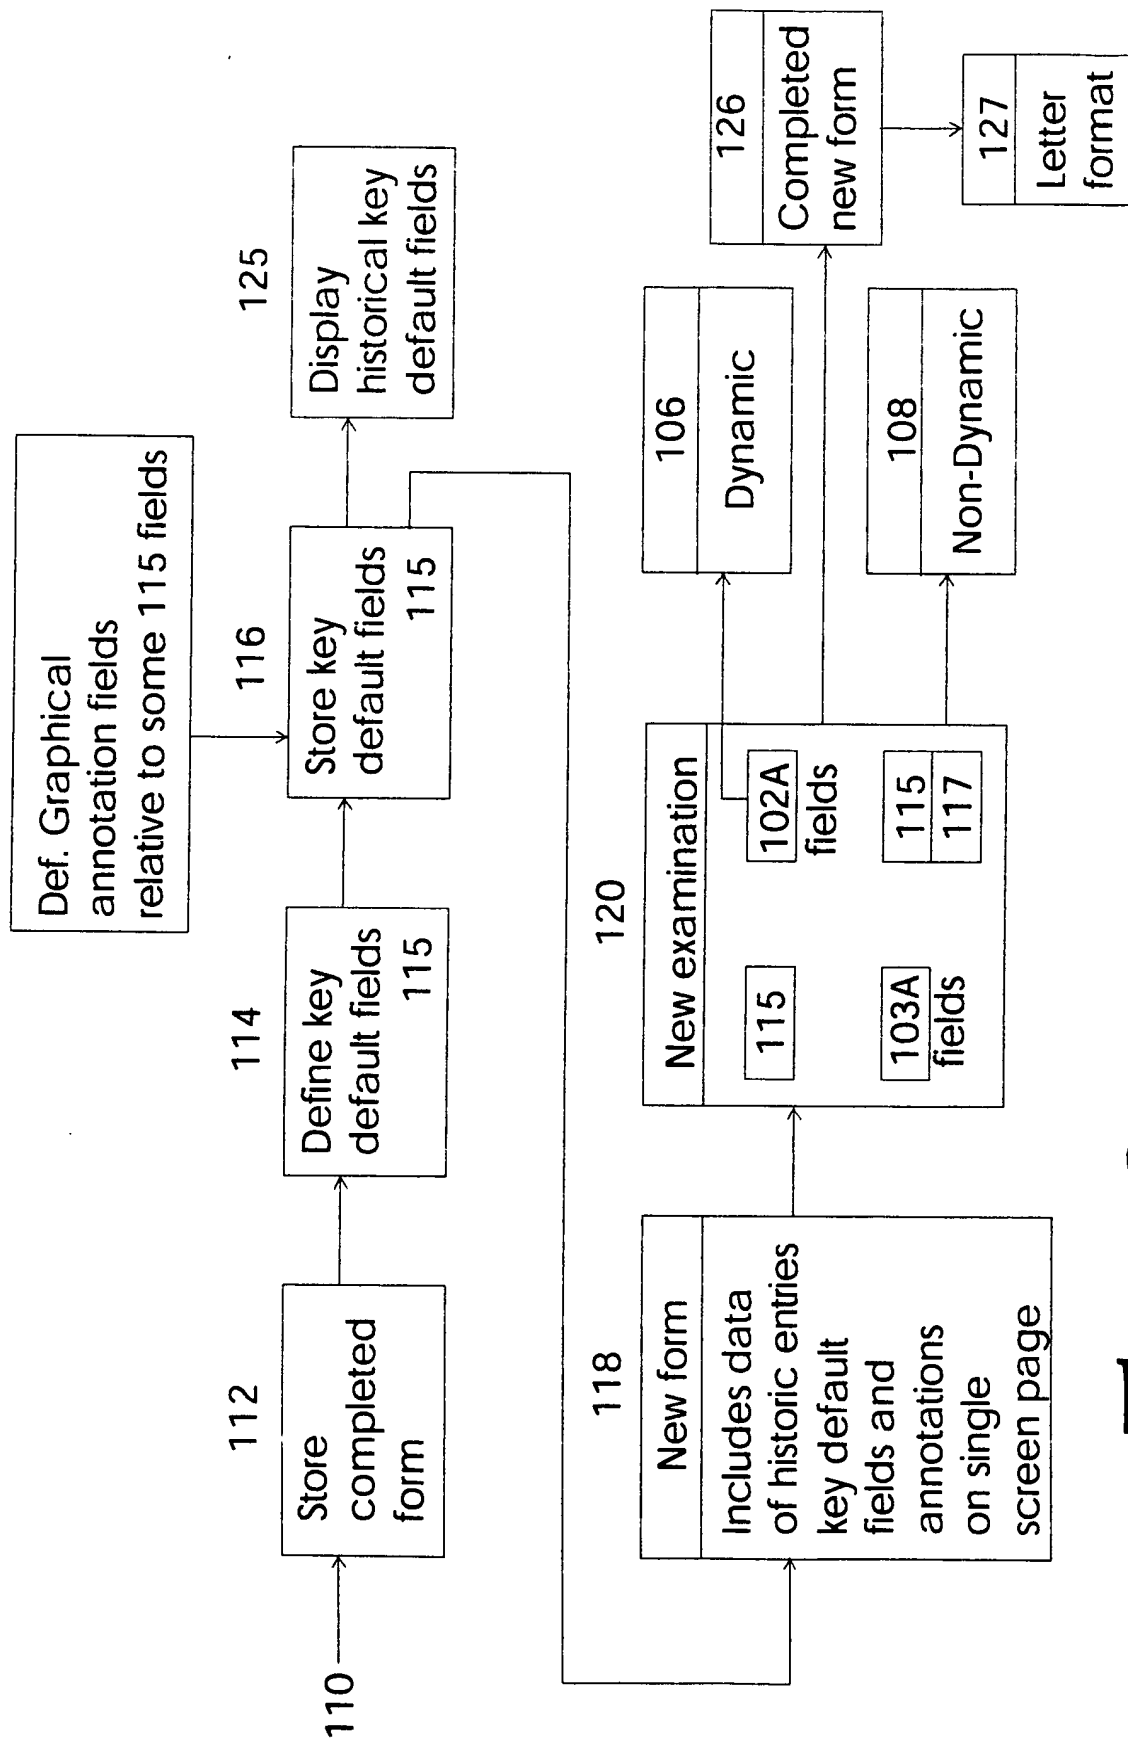 Def. Graphical
annotation fields
relative to some 115 fields
110
112
Store
completed
form
114
Define key
default fields
115
116
Store key
default fields
115
125
Display
historical key
default fields
118
New form
Includes data
of historic entries
key default
fields and
annotations
on single
screen page
120
New examination
115
102A
fields
103A
fields
115
117
106
Dynamic
108
Non-Dynamic
126
Completed
new form
127
Letter
format